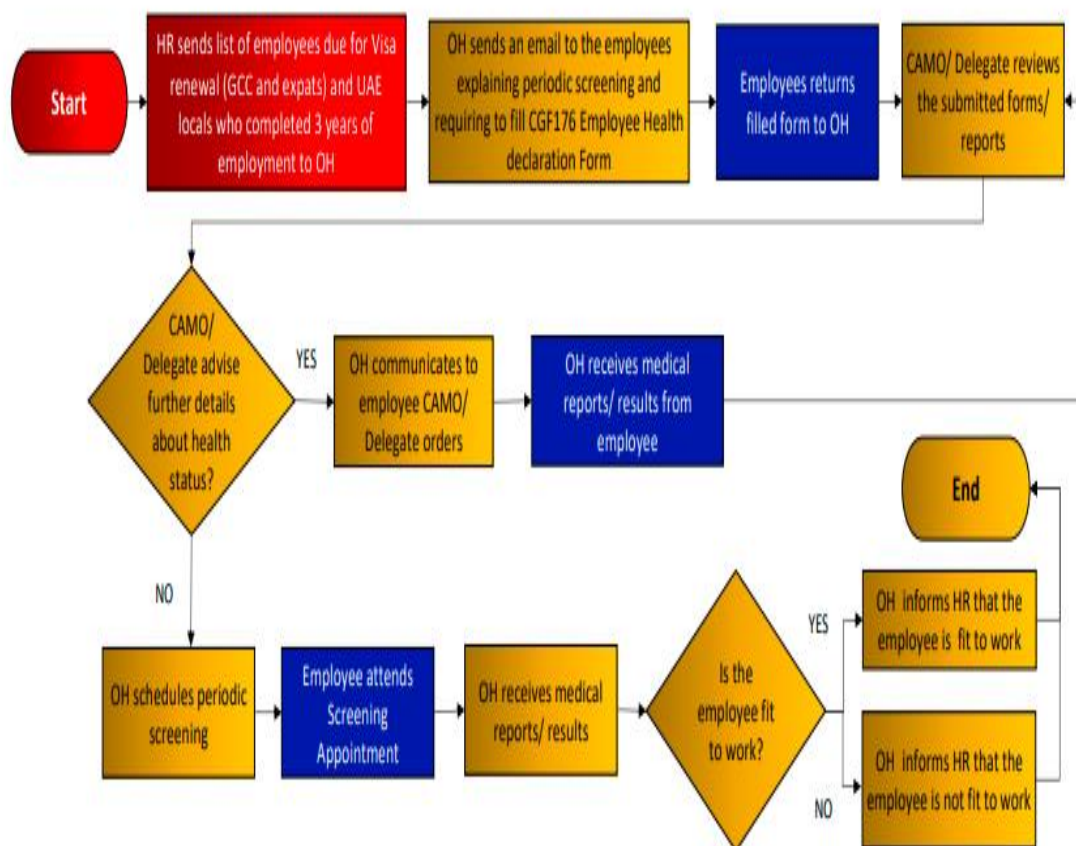 Start
HR sends list of employees due for Visa
renewal (GCC and expats) and UAE
locals who completed 3 years of
employment to OH
OH sends an email to the employees
explaining periodic screening and
requiring to fill CGF176 Employee Health
declaration Form
Employees returns
filled form to OH
CAMO/ Delegate reviews
the submitted forms/
reports
CAMO/
Delegate advise
further details
about health
status?
YES
OH communicates to
employee CAMO/
Delegate orders
OH receives medical
reports/ results from
employee
End
NO
OH schedules periodic
screening
Employee attends
Screening
Appointment
OH receives medical
reports/ results
Is the
employee fit
to work?
YES
OH informs HR that the
employee is fit to work
NO
OH informs HR that the
employee is not fit to work